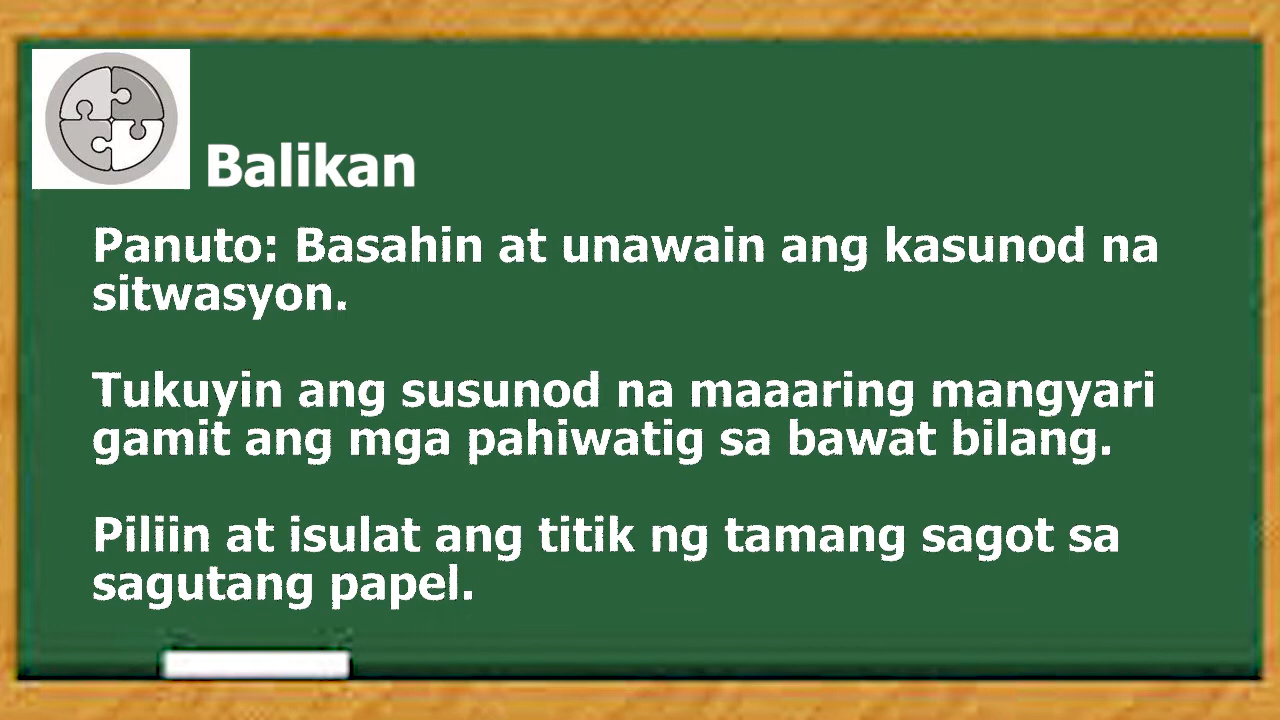 Balikan
Panuto: Basahin at unawain ang kasunod na
sitwasyon.
Tukuyin ang susunod na maaaring mangyari
gamit ang mga pahiwatig sa bawat bilang.
Piliin at isulat ang titik ng tamang sagot sa
sagutang papel.